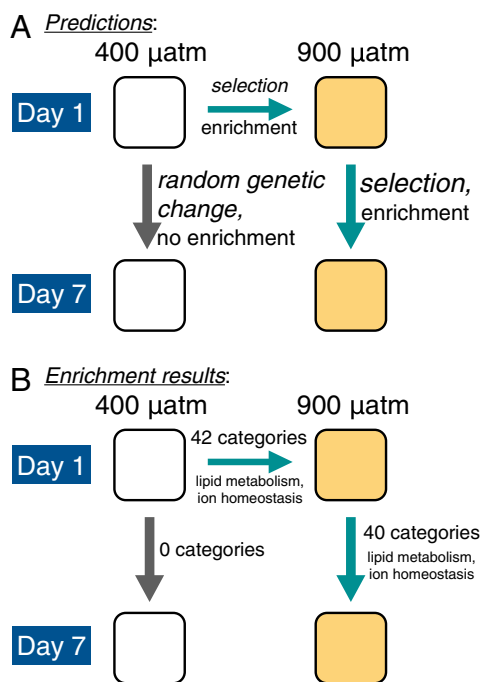 A Predictions:
400 µatm 900 µatm
Day 1
selection
enrichment
random genetic
change,
no enrichment
selection,
enrichment
Day 7
B Enrichment results:
400 µatm 900 µatm
Day 1
42 categories
lipid metabolism,
ion homeostasis
0 categories
40 categories
lipid metabolism,
ion homeostasis
Day 7